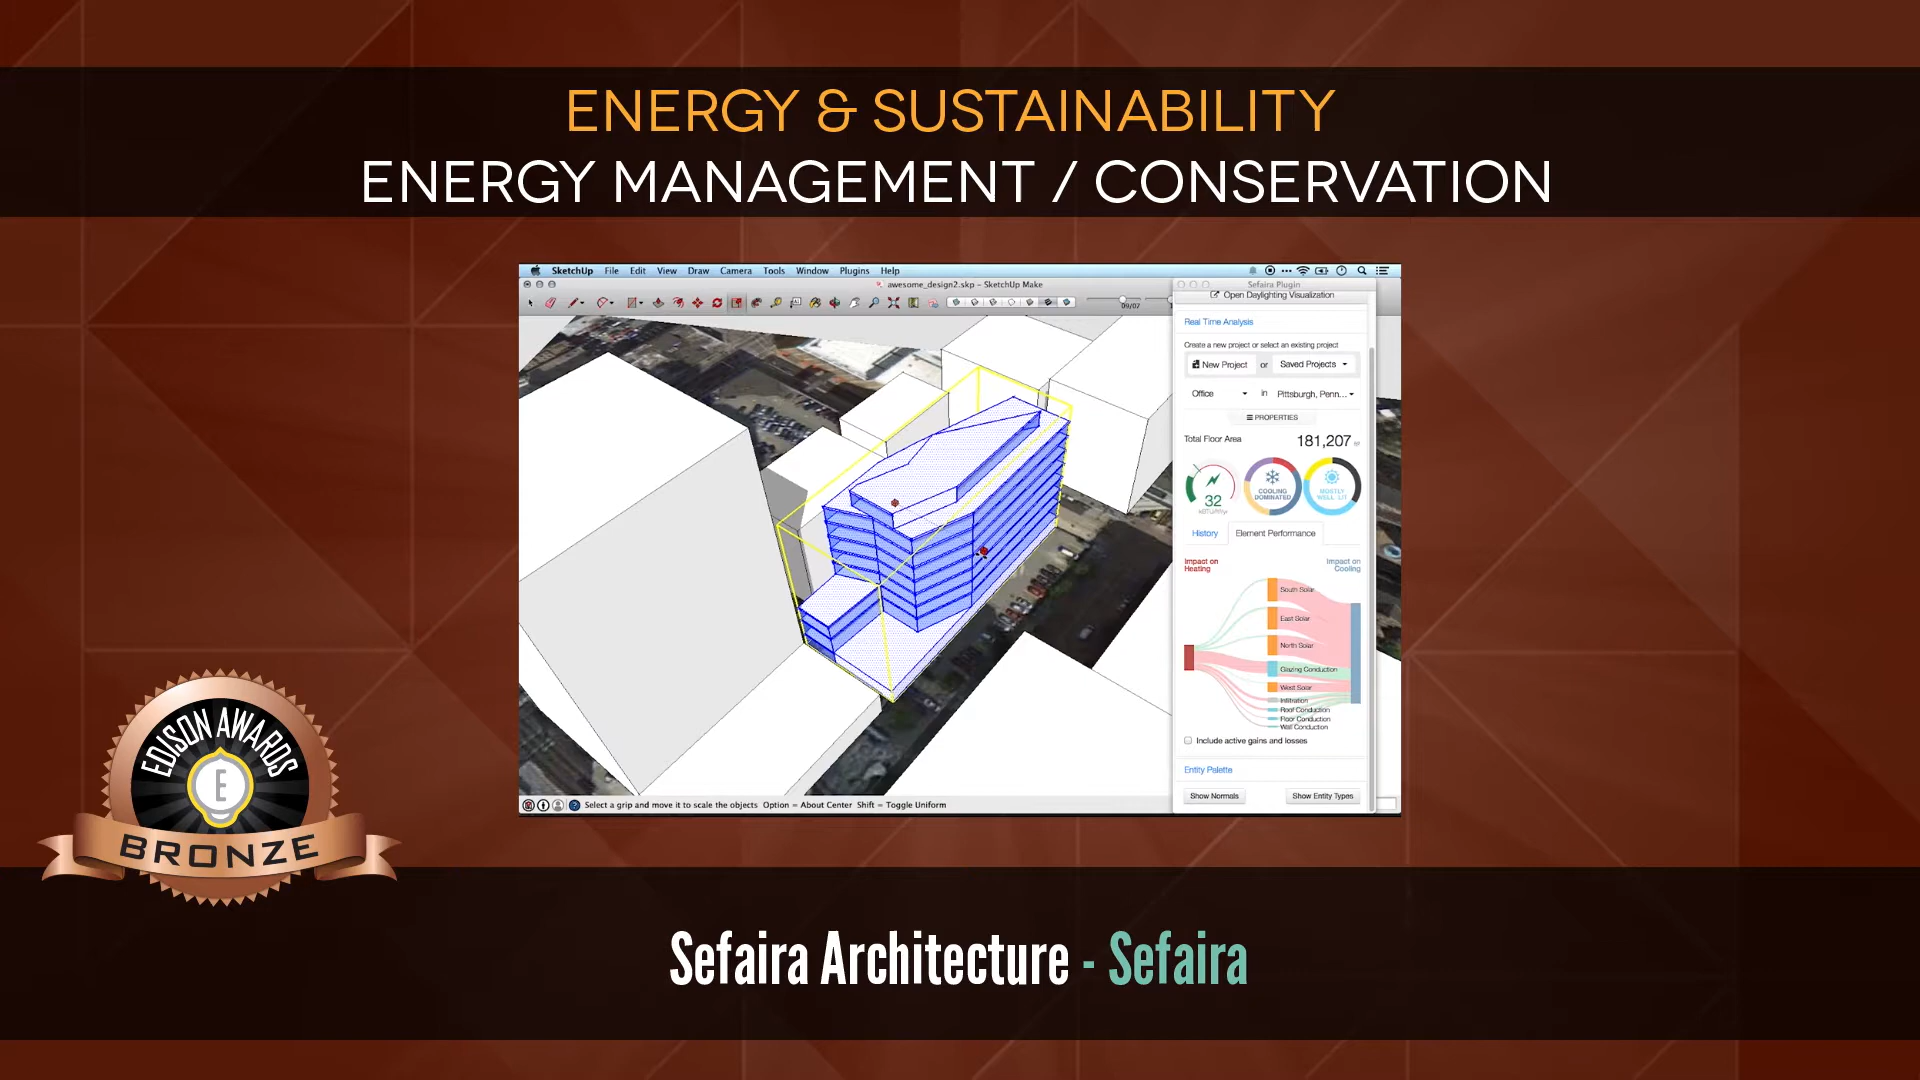 ENERGY & SUSTAINABILITY
ENERGY MANAGEMENT / CONSERVATION
SketchUp File Edit View Draw Camera Tools Window Plugins Help
awesome_design2.skp - SketchUp Make
09/07
Sefaira Plugin
Open Daylighting Visualization
Real Time Analysis
Create a new project or select an existing project
New Project or Saved Projects
Office in Pittsburgh, Penn...
PROPERTIES
Total Floor Area 181,207
32
COOLING
DOMINATED
MOSTLY
WELL LIT
History Element Performance
Impact on
Heating
Impact on
Cooling
South Solar
East Solar
North Solar
Glazing Conduction
West Solar
Infiltration
Roof Conduction
Floor Conduction
Wall Conduction
Include active gains and losses
Entity Palette
Show Normals Show Entity Types
Select a grip and move it to scale the objects Option = About Center Shift = Toggle Uniform
EDISON AWARDS
E
BRONZE
Sefaira Architecture - Sefaira